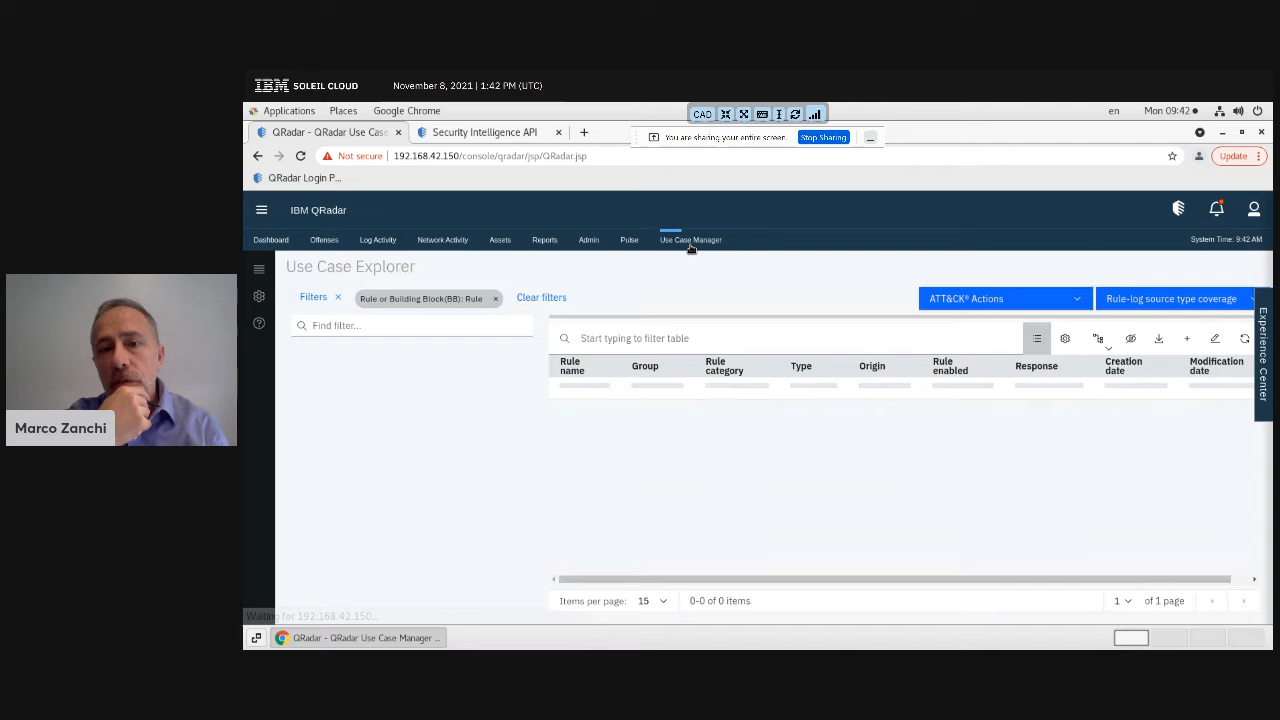 IBM SOLEIL CLOUD
November 8, 2021 | 1:42 PM (UTC)
Applications Places Google Chrome
CAD
en Mon 09:42
QRadar - QRadar Use Case
Security Intelligence API
You are sharing your entire screen.
Stop Sharing
Not secure
192.168.42.150/console/qradar/jsp/QRadar.jsp
Update
QRadar Login P...
IBM QRadar
Dashboard Offenses Log Activity Network Activity Assets Reports Admin Pulse Use Case Manager
System Time: 9:42 AM
Use Case Explorer
Filters
Rule or Building Block(BB): Rule
Clear filters
ATT&CK® Actions
Rule-log source type coverage
Find filter...
Start typing to filter table
Rule name
Group
Rule category
Type
Origin
Rule enabled
Response
Creation date
Modification date
Experience Center
Marco Zanchi
Items per page: 15
0-0 of 0 items
1 of 1 page
Waiting for 192.168.42.150...
QRadar - QRadar Use Case Manager ...